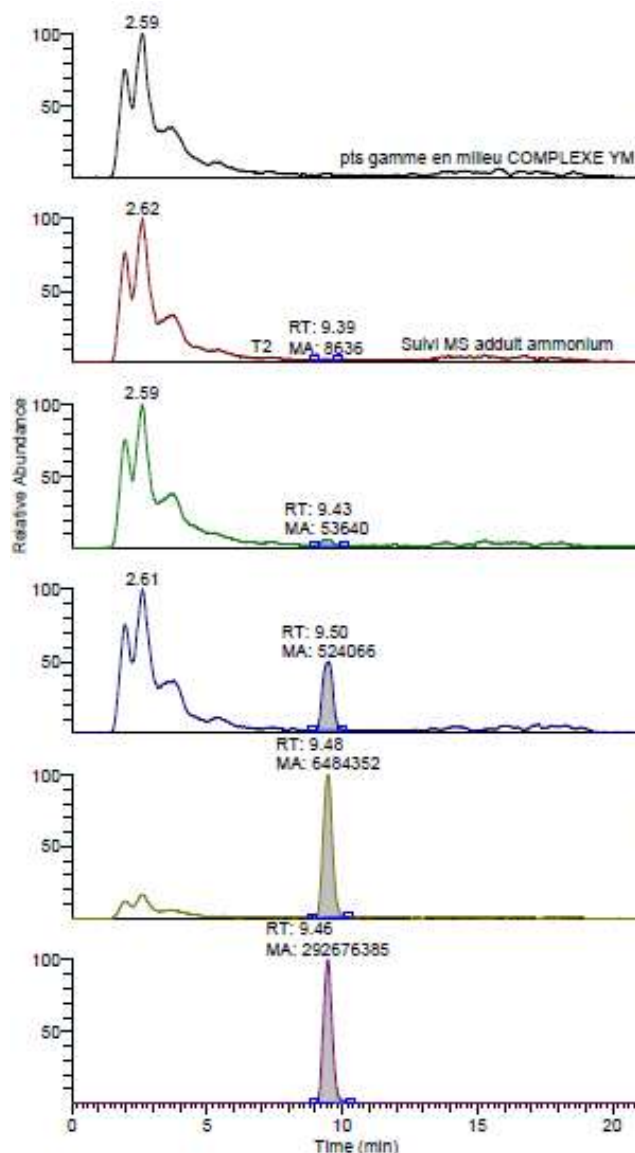 2.59
100
50
pts gamme en milieu COMPLEXE YM
2.62
100
50
RT: 9.39
T2
MA: 8636
Suivi MS adduit ammonium
2.59
100
50
RT: 9.43
MA: 53640
Relative Abundance
2.61
100
50
RT: 9.50
MA: 524066
RT: 9.48
MA: 6484352
100
50
RT: 9.46
MA: 292676385
100
50
0 5 10 15 20
Time (min)